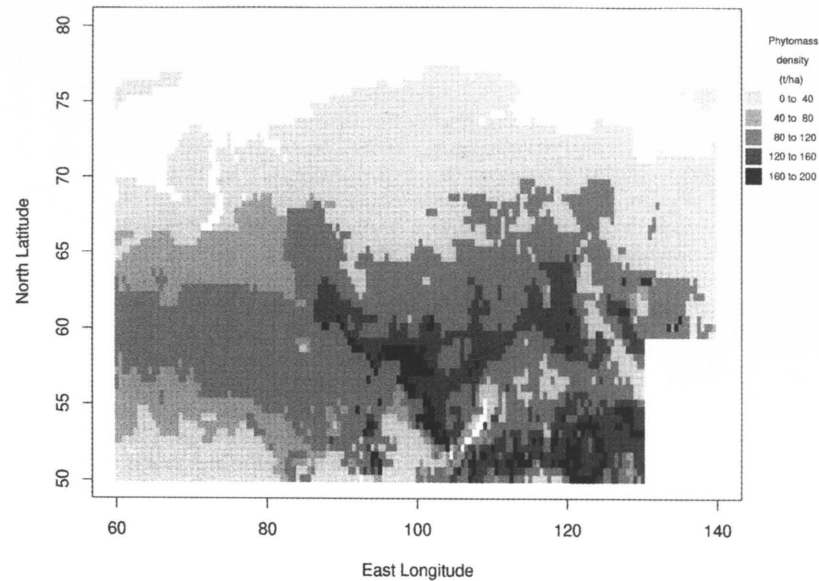 80
75
70
65
60
55
50
North Latitude
60
80
100
120
140
East Longitude
Phytomass
density
(t/ha)
0 to 40
40 to 80
80 to 120
120 to 160
160 to 200